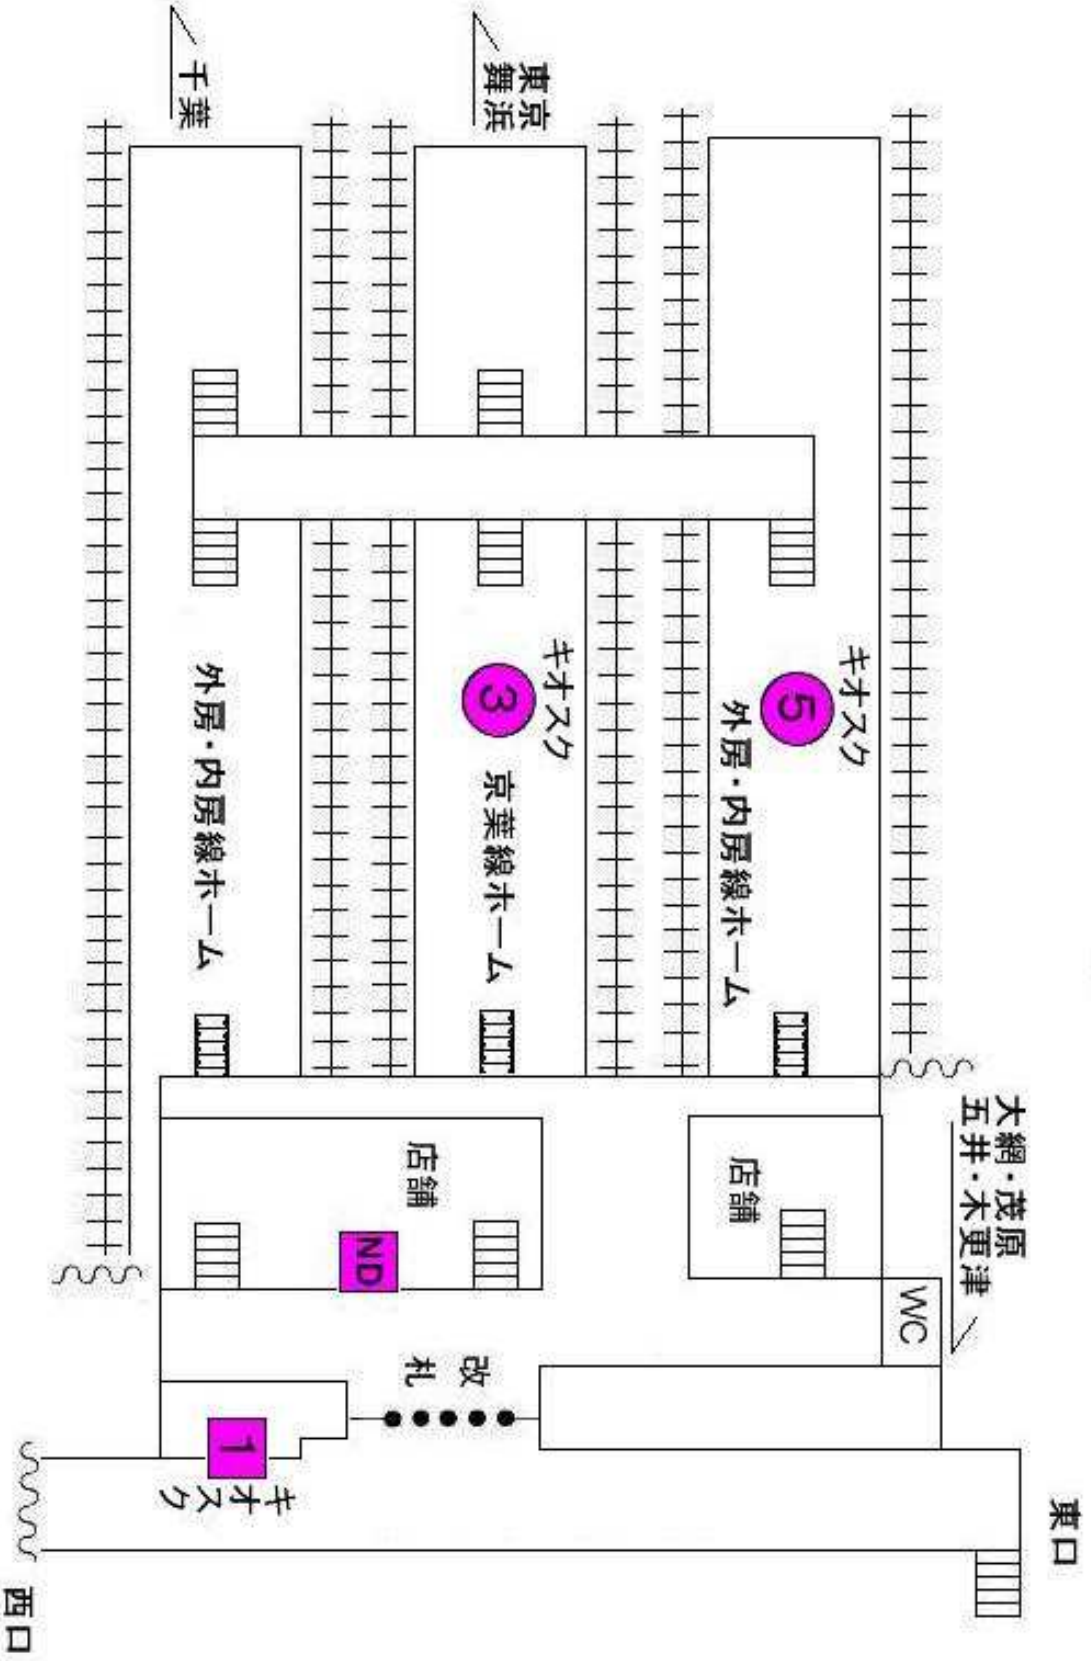 千葉
東京
舞浜
キオスク
5
外房・内房線ホーム
キオスク
3
京葉線ホーム
外房・内房線ホーム
大網・茂原
五井・木更津
店舗
店舗
ND
WC
改札
1
キオスク
東口
西口